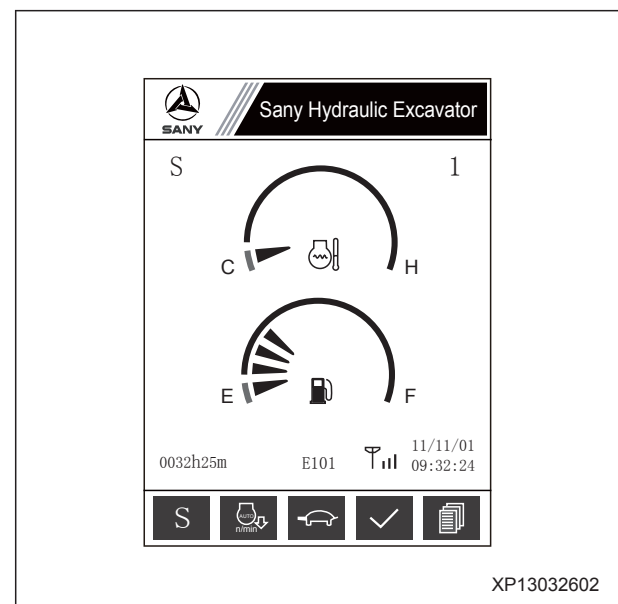 SANY
Sany Hydraulic Excavator
S 1
C H
E F
11/11/01
0032h25m E101 09:32:24
S AUTO n/min
XP13032602